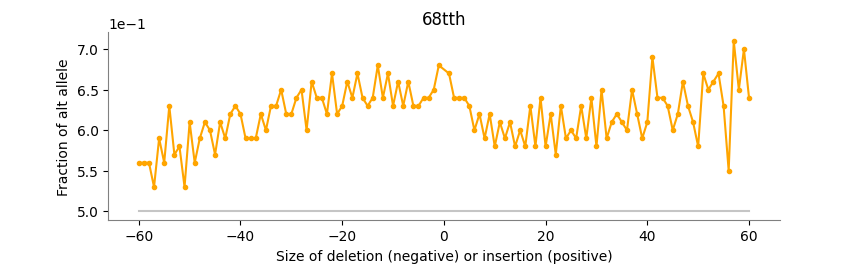 68tth
1e−1
7.0
6.5
6.0
5.5
5.0
Fraction of alt allele
−60 −40 −20 0 20 40 60
Size of deletion (negative) or insertion (positive)